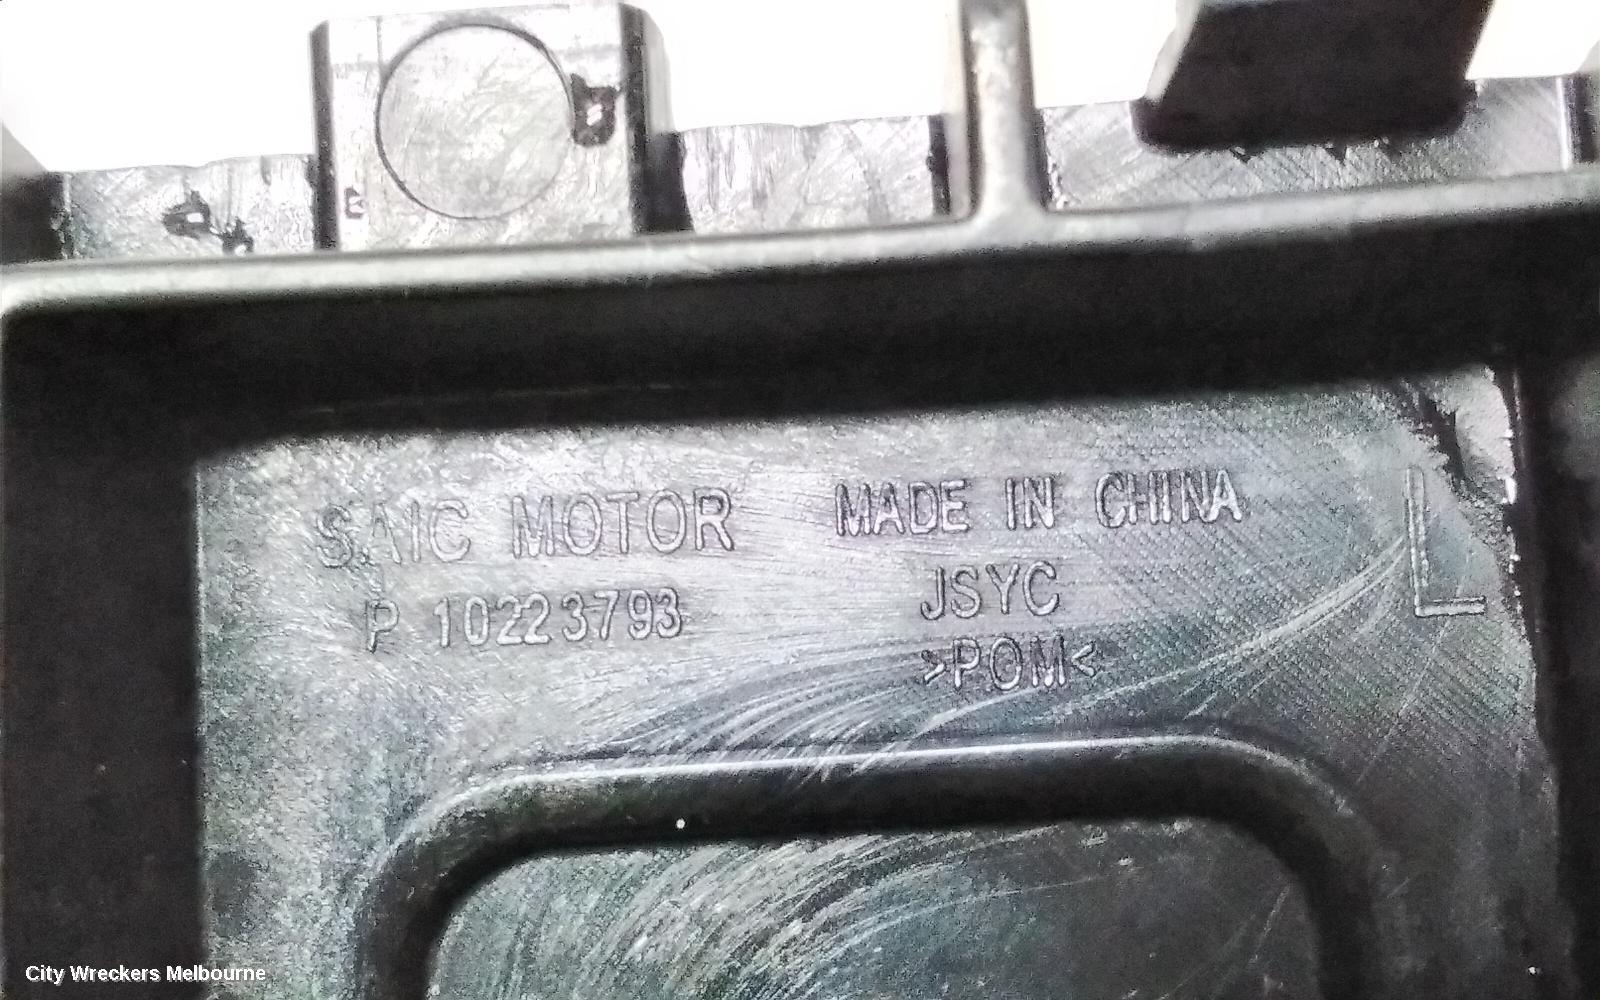 SAIC MOTOR
P 10223793
MADE IN CHINA
JSYC
>POM<
L
City Wreckers Melbourne